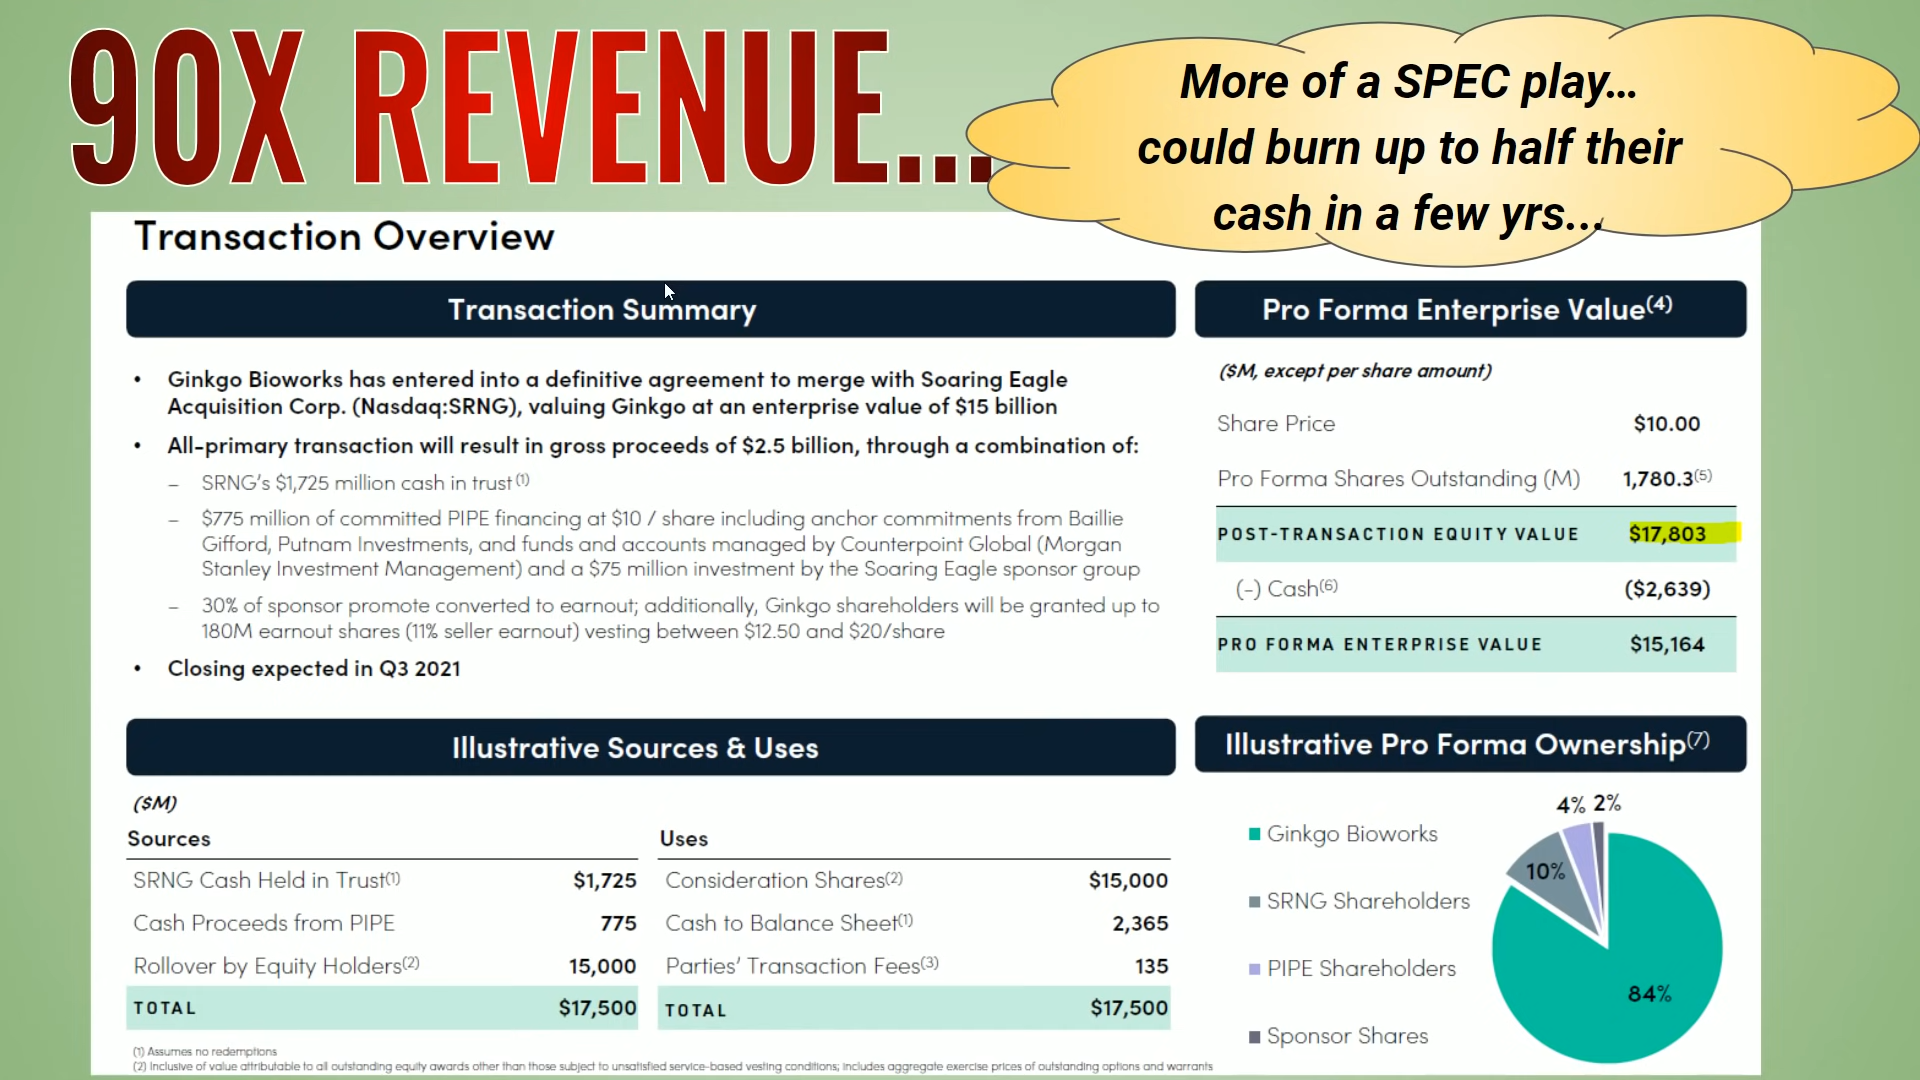 90X REVENUE...
More of a SPEC play...
could burn up to half their
cash in a few yrs...
Transaction Overview
Transaction Summary
• Ginkgo Bioworks has entered into a definitive agreement to merge with Soaring Eagle
Acquisition Corp. (Nasdaq:SRNG), valuing Ginkgo at an enterprise value of $15 billion
• All-primary transaction will result in gross proceeds of $2.5 billion, through a combination of:
– SRNG's $1,725 million cash in trust(1)
– $775 million of committed PIPE financing at $10 / share including anchor commitments from Baillie
Gifford, Putnam Investments, and funds and accounts managed by Counterpoint Global (Morgan
Stanley Investment Management) and a $75 million investment by the Soaring Eagle sponsor group
– 30% of sponsor promote converted to earnout; additionally, Ginkgo shareholders will be granted up to
180M earnout shares (11% seller earnout) vesting between $12.50 and $20/share
• Closing expected in Q3 2021
Pro Forma Enterprise Value(4)
($M, except per share amount)
Share Price $10.00
Pro Forma Shares Outstanding (M) 1,780.3(5)
POST-TRANSACTION EQUITY VALUE $17,803
(-) Cash(6) ($2,639)
PRO FORMA ENTERPRISE VALUE $15,164
Illustrative Sources & Uses
($M)
Sources
SRNG Cash Held in Trust(1) $1,725
Cash Proceeds from PIPE 775
Rollover by Equity Holders(2) 15,000
TOTAL $17,500
Uses
Consideration Shares(2) $15,000
Cash to Balance Sheet(1) 2,365
Parties' Transaction Fees(3) 135
TOTAL $17,500
Illustrative Pro Forma Ownership(7)
4% 2%
Ginkgo Bioworks
10%
SRNG Shareholders
PIPE Shareholders
84%
Sponsor Shares
(1) Assumes no redemptions
(2) Inclusive of value attributable to all outstanding equity awards other than those subject to unsatisfied service-based vesting conditions; includes aggregate exercise prices of outstanding options and warrants